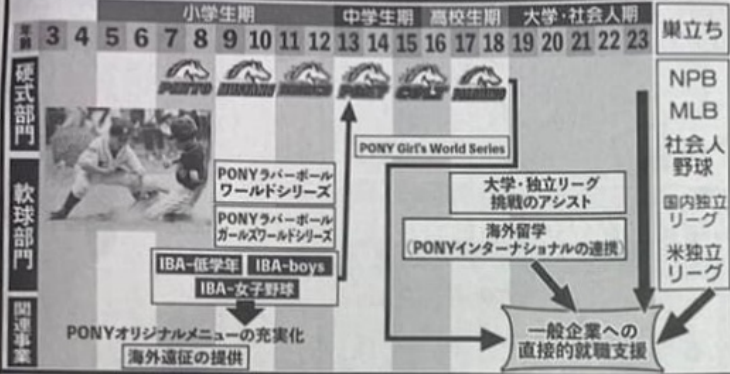 小学生期 中学生期 高校生期 大学・社会人期
年齢 3 4 5 6 7 8 9 10 11 12 13 14 15 16 17 18 19 20 21 22 23 巣立ち
硬式部門
PINTO
PONY
COLT
PONY Girl's World Series
軟球部門
PONYラバーボール
ワールドシリーズ
PONYラバーボール
ガールズワールドシリーズ
IBA-低学年 IBA-boys
IBA-女子野球
大学・独立リーグ
挑戦のアシスト
海外留学
(PONYインターナショナルの連携)
NPB
MLB
社会人
野球
国内独立
リーグ
米独立
リーグ
関連事業
PONYオリジナルメニューの充実化
海外遠征の提供
一般企業への
直接的就職支援